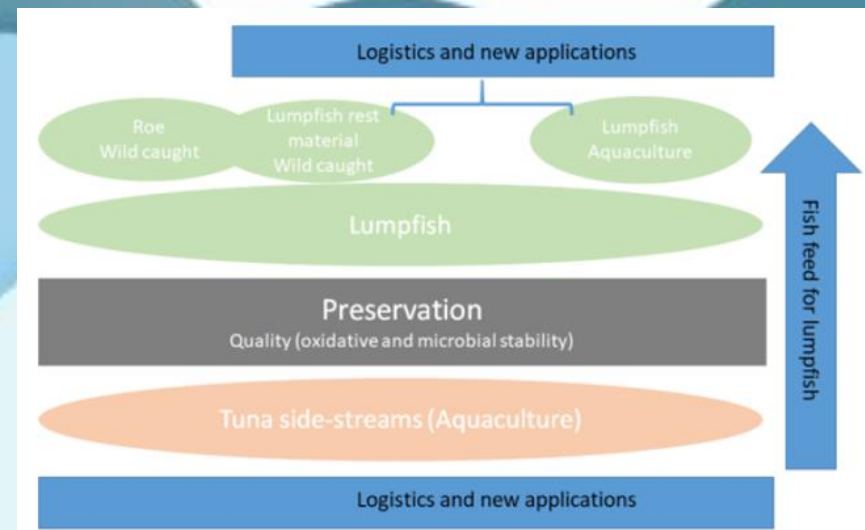 Logistics and new applications
Roe
Wild caught
Lumpfish rest
material
Wild caught
Lumpfish
Aquaculture
Lumpfish
Preservation
Quality (oxidative and microbial stability)
Fish feed for lumpfish
Tuna side-streams (Aquaculture)
Logistics and new applications